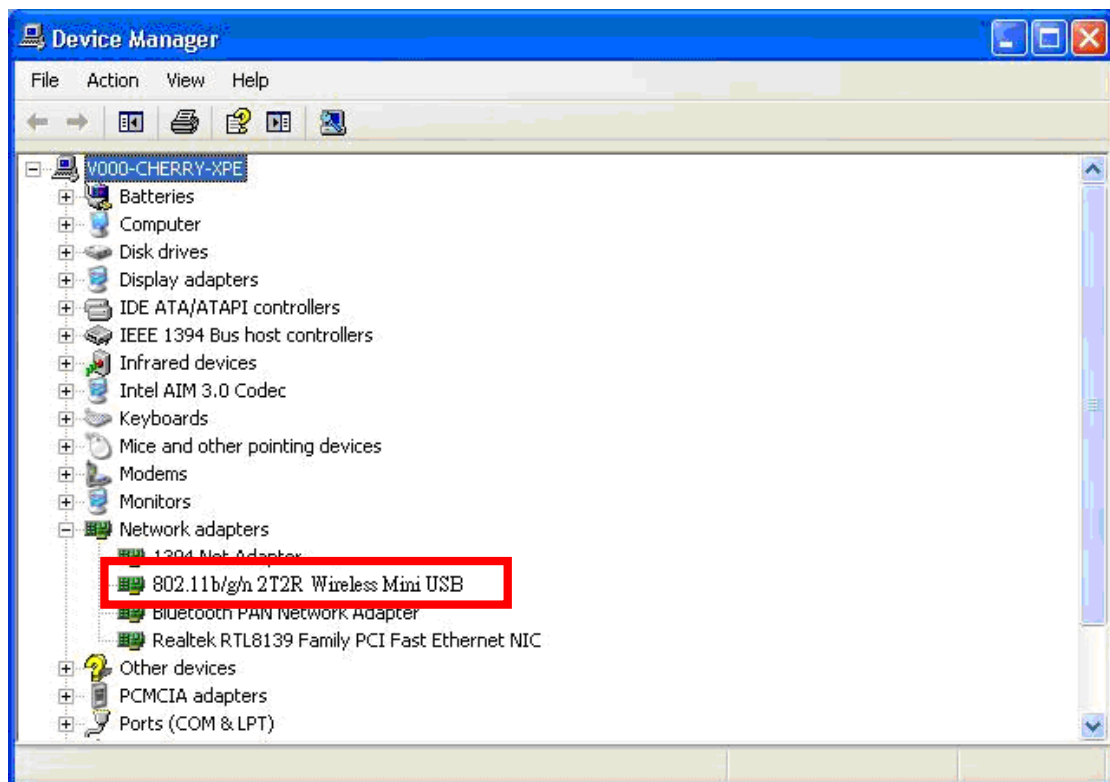 Device Manager
File Action View Help
V000-CHERRY-XPE
Batteries
Computer
Disk drives
Display adapters
IDE ATA/ATAPI controllers
IEEE 1394 Bus host controllers
Infrared devices
Intel AIM 3.0 Codec
Keyboards
Mice and other pointing devices
Modems
Monitors
Network adapters
1394 Net Adapter
802.11b/g/n 2T2R Wireless Mini USB
Bluetooth PAN Network Adapter
Realtek RTL8139 Family PCI Fast Ethernet NIC
Other devices
PCMCIA adapters
Ports (COM & LPT)